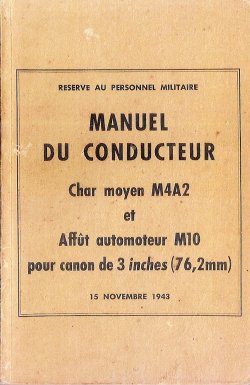 RESERVE AU PERSONNEL MILITAIRE
MANUEL
DU CONDUCTEUR
Char moyen M4A2
et
Affût automoteur M10
pour canon de 3 inches (76,2mm)
15 NOVEMBRE 1943